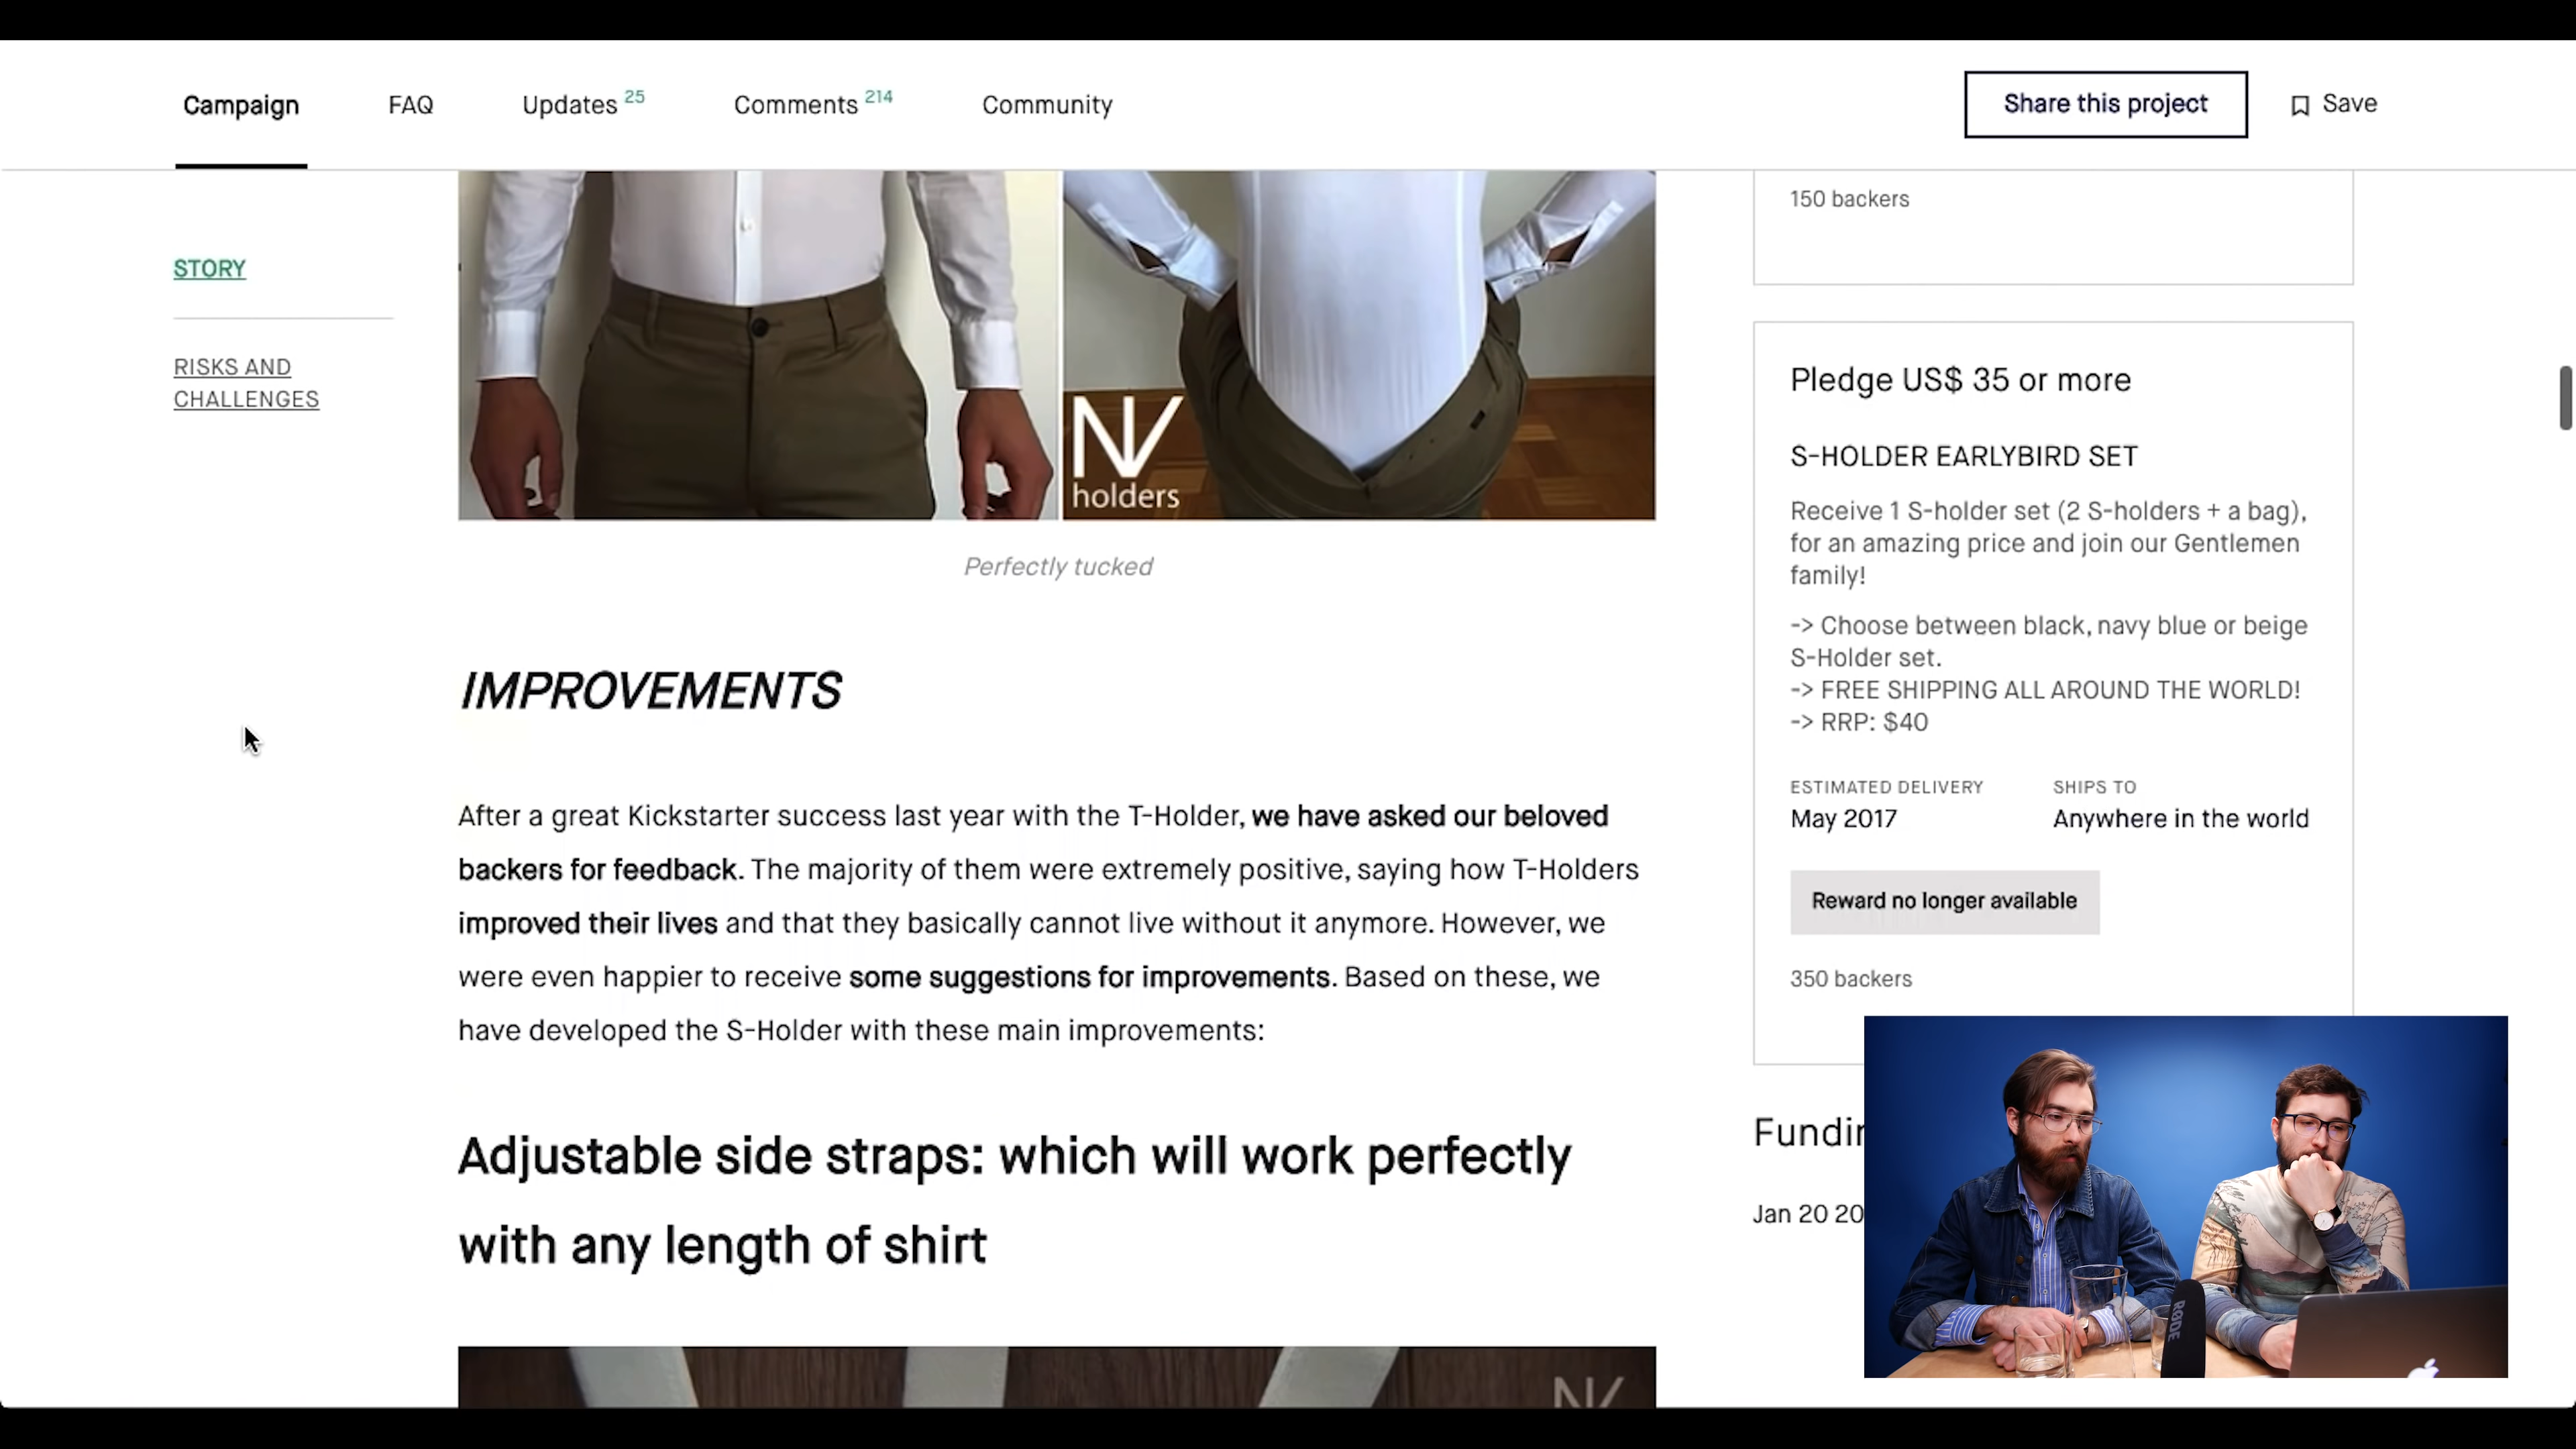 Campaign
FAQ
Updates 25
Comments 214
Community
Share this project
Save
STORY
RISKS AND
CHALLENGES
NV
holders
Perfectly tucked
IMPROVEMENTS
After a great Kickstarter success last year with the T-Holder, we have asked our beloved
backers for feedback. The majority of them were extremely positive, saying how T-Holders
improved their lives and that they basically cannot live without it anymore. However, we
were even happier to receive some suggestions for improvements. Based on these, we
have developed the S-Holder with these main improvements:
Adjustable side straps: which will work perfectly
with any length of shirt
NV
150 backers
Pledge US$ 35 or more
S-HOLDER EARLYBIRD SET
Receive 1 S-holder set (2 S-holders + a bag),
for an amazing price and join our Gentlemen
family!
-> Choose between black, navy blue or beige
S-Holder set.
-> FREE SHIPPING ALL AROUND THE WORLD!
-> RRP: $40
ESTIMATED DELIVERY
May 2017
SHIPS TO
Anywhere in the world
Reward no longer available
350 backers
Jan 20 20
RØDE